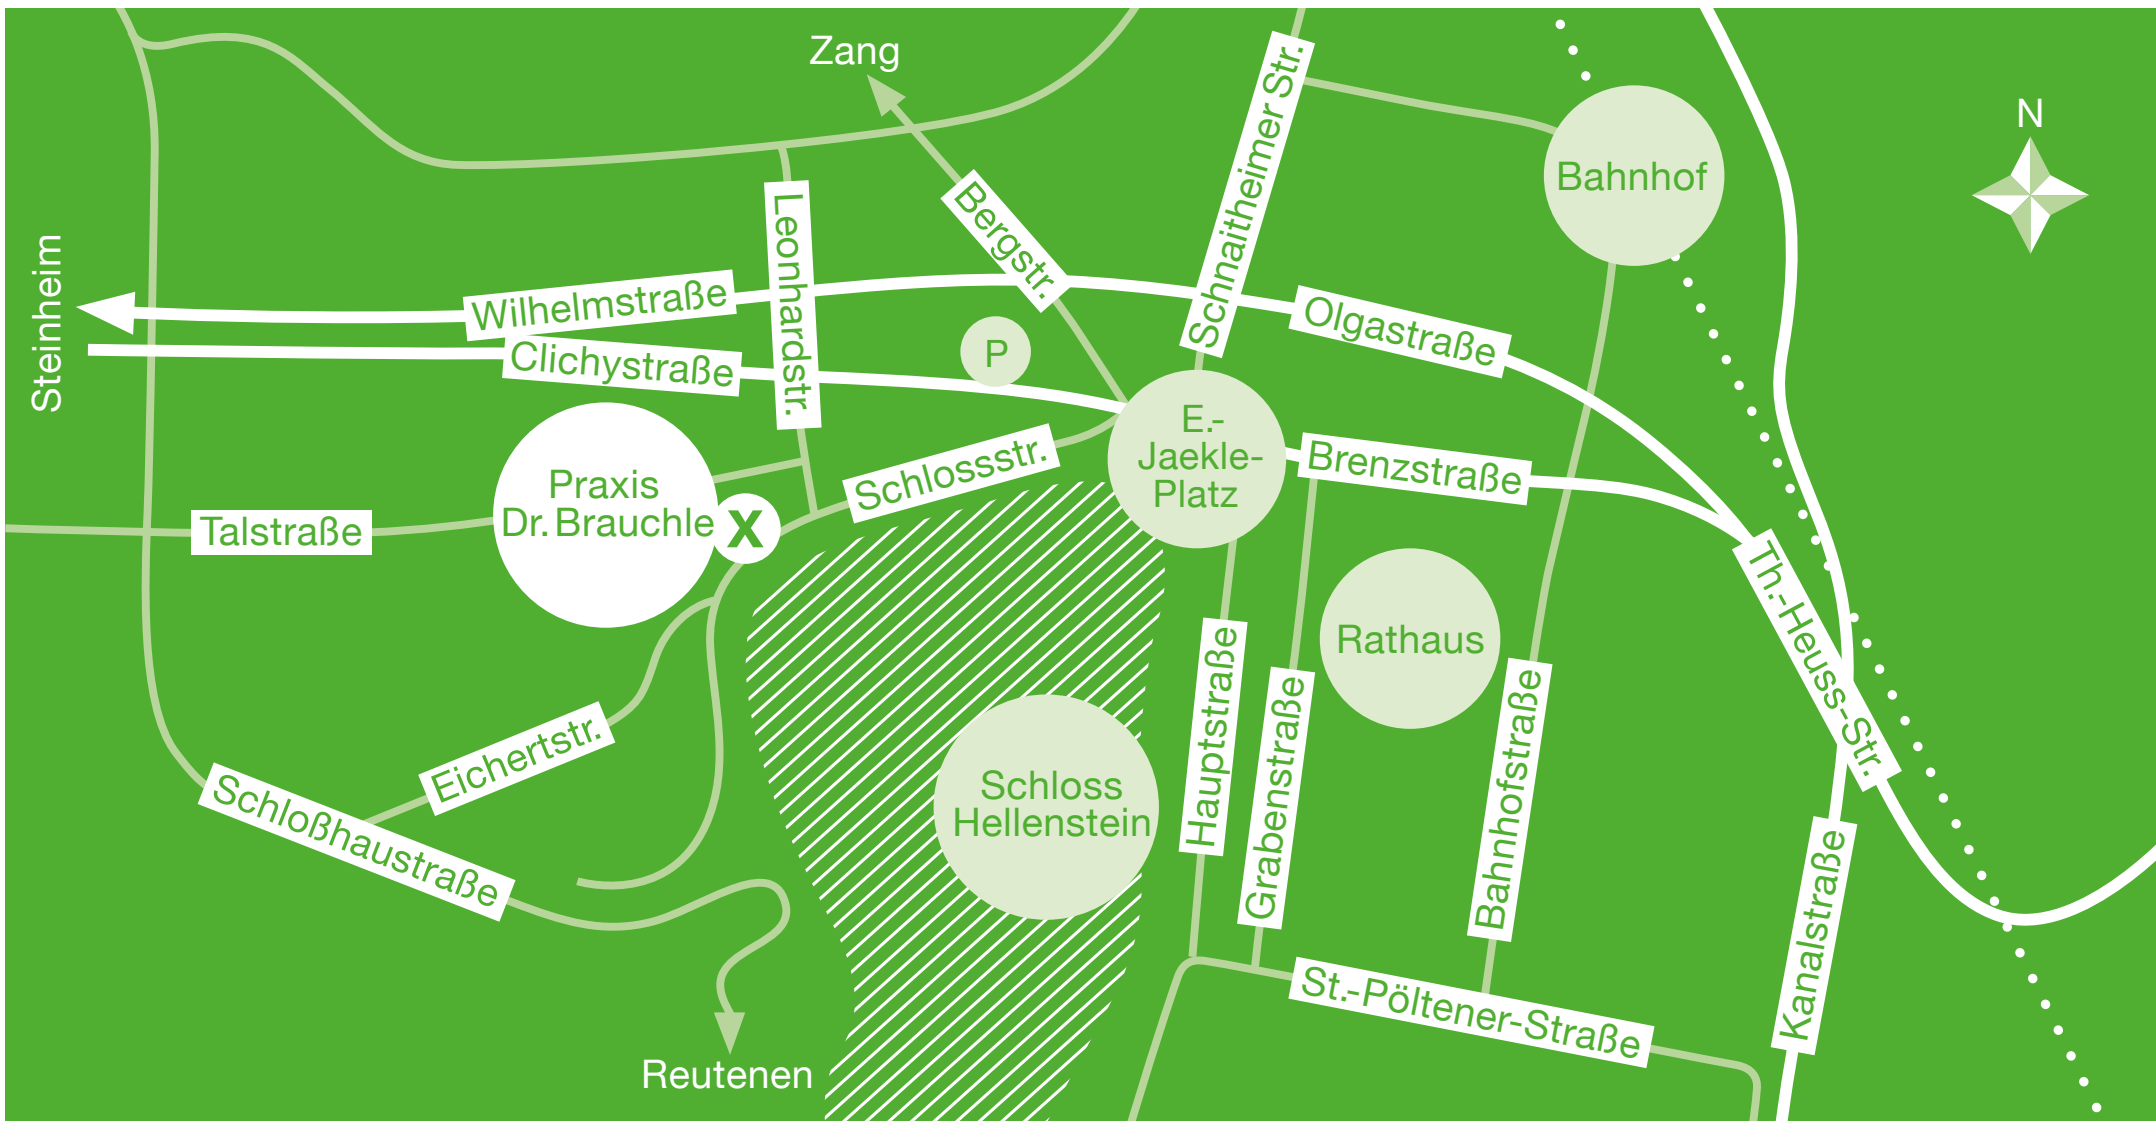 Zang
N
Schnaitheimer Str.
Bahnhof
Bergstr.
Leonhardstr.
Steinheim
Wilhelmstraße
Olgastraße
Clichystraße
P
E.-
Jaekle-
Platz
Brenzstraße
Schlossstr.
Praxis
Dr. Brauchle
X
Talstraße
Th.-Heuss-Str.
Rathaus
Hauptstraße
Grabenstraße
Bahnhofstraße
Eichertstr.
Schloss
Hellenstein
Schloßhaustraße
Kanalstraße
St.-Pöltener-Straße
Reutenen